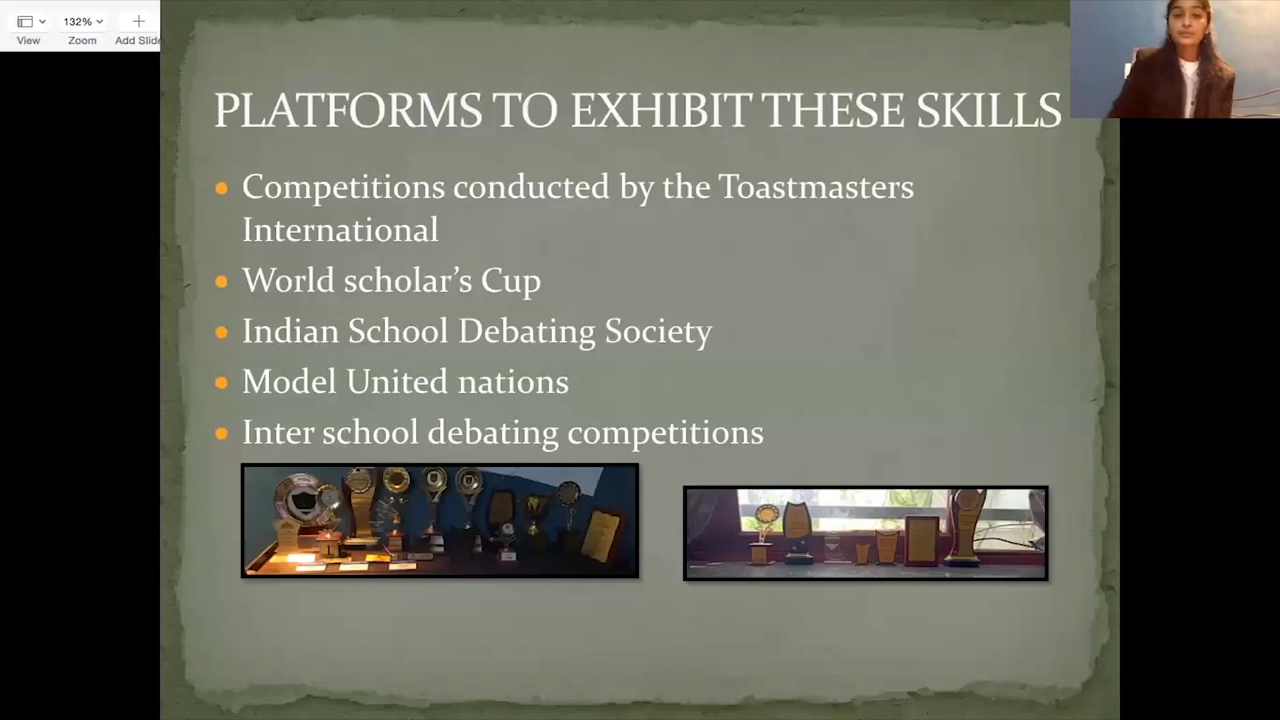 132%
View Zoom Add Slide
PLATFORMS TO EXHIBIT THESE SKILLS
Competitions conducted by the Toastmasters
International
World scholar’s Cup
Indian School Debating Society
Model United nations
Inter school debating competitions